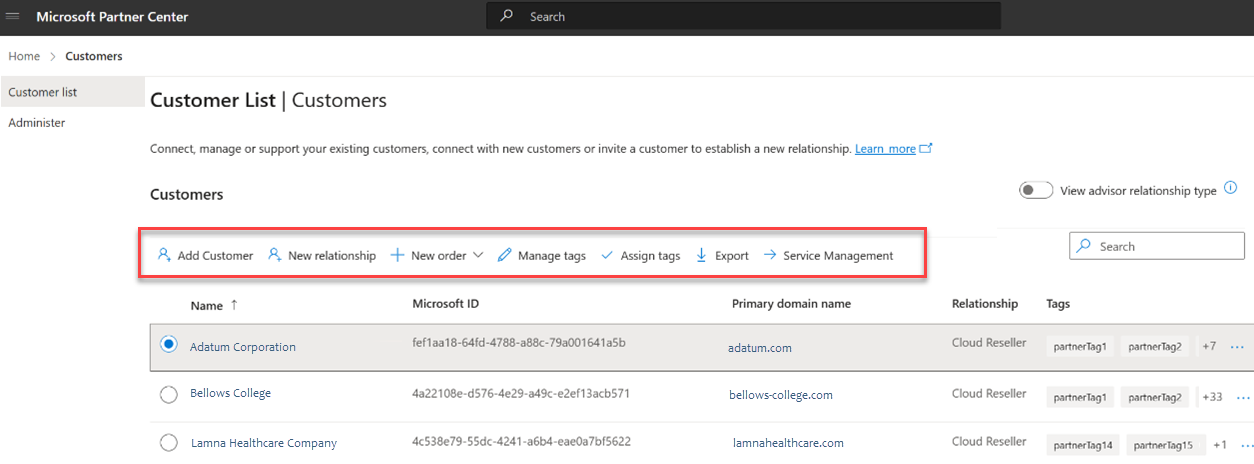 Microsoft Partner Center
Search
Home > Customers
Customer list
Administer
Customer List | Customers
Connect, manage or support your existing customers, connect with new customers or invite a customer to establish a new relationship. Learn more
Customers
View advisor relationship type
Add Customer New relationship New order Manage tags Assign tags Export Service Management
Search
Name ↑ Microsoft ID Primary domain name Relationship Tags
Adatum Corporation fef1aa18-64fd-4788-a88c-79a001641a5b adatum.com Cloud Reseller partnerTag1 partnerTag2 +7 ...
Bellows College 4a22108e-d576-4e29-a49c-e2ef13acb571 bellows-college.com Cloud Reseller partnerTag1 partnerTag2 +33 ...
Lamna Healthcare Company 4c538e79-55dc-4241-a6b4-eae0a7bf5622 lamnahealthcare.com Cloud Reseller partnerTag14 partnerTag15 +1 ...